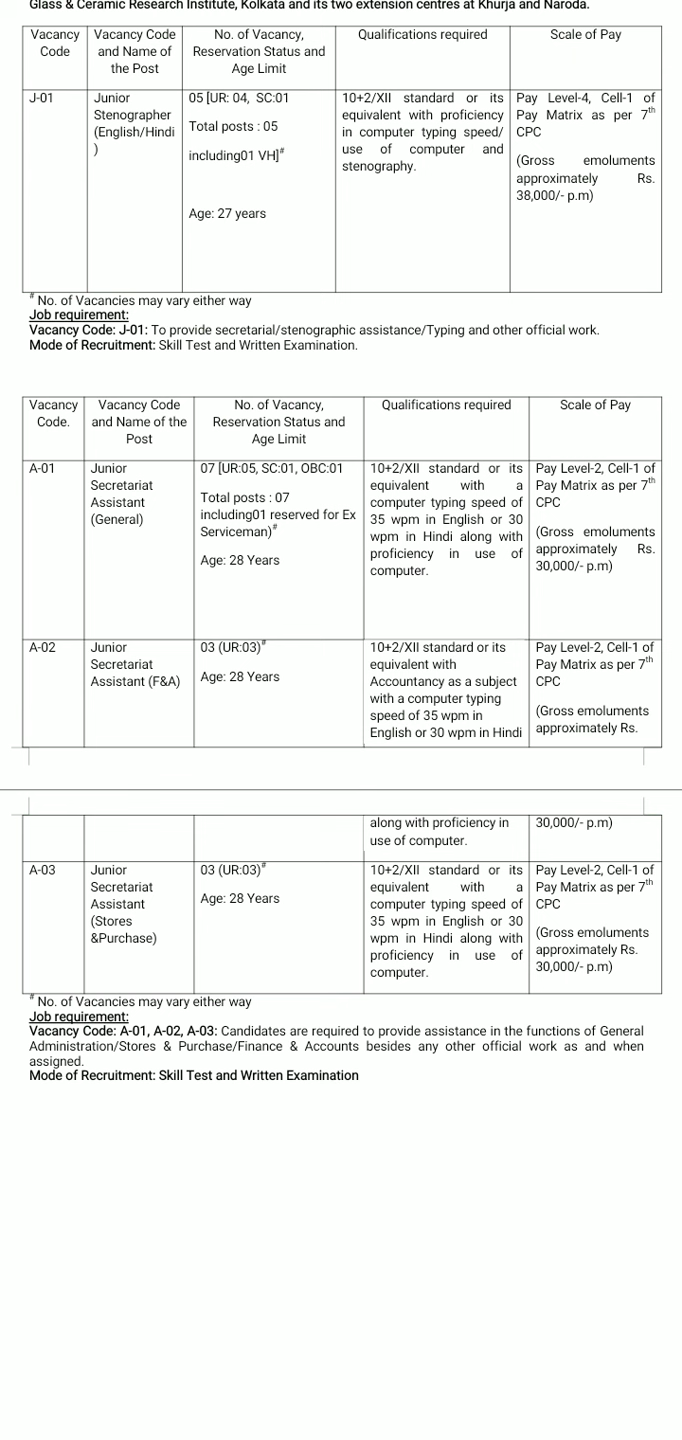 Glass & Ceramic Research Institute, Kolkata and its two extension centres at Khurja and Naroda.
Vacancy Code
Vacancy Code and Name of the Post
No. of Vacancy, Reservation Status and Age Limit
Qualifications required
Scale of Pay
J-01
Junior
Stenographer
(English/Hindi
)
05 [UR: 04, SC:01
Total posts : 05
including01 VH]#
Age: 27 years
10+2/XII standard or its
equivalent with proficiency
in computer typing speed/
use of computer and
stenography.
Pay Level-4, Cell-1 of
Pay Matrix as per 7th
CPC
(Gross emoluments
approximately Rs.
38,000/- p.m)
# No. of Vacancies may vary either way
Job requirement:
Vacancy Code: J-01: To provide secretarial/stenographic assistance/Typing and other official work.
Mode of Recruitment: Skill Test and Written Examination.
Vacancy
Code.
Vacancy Code
and Name of the
Post
No. of Vacancy,
Reservation Status and
Age Limit
Qualifications required
Scale of Pay
A-01
Junior
Secretariat
Assistant
(General)
07 [UR:05, SC:01, OBC:01
Total posts : 07
including01 reserved for Ex
Serviceman)#
Age: 28 Years
10+2/XII standard or its
equivalent with a
computer typing speed of
35 wpm in English or 30
wpm in Hindi along with
proficiency in use of
computer.
Pay Level-2, Cell-1 of
Pay Matrix as per 7th
CPC
(Gross emoluments
approximately Rs.
30,000/- p.m)
A-02
Junior
Secretariat
Assistant (F&A)
03 (UR:03)#
Age: 28 Years
10+2/XII standard or its
equivalent with
Accountancy as a subject
with a computer typing
speed of 35 wpm in
English or 30 wpm in Hindi
Pay Level-2, Cell-1 of
Pay Matrix as per 7th
CPC
(Gross emoluments
approximately Rs.
along with proficiency in
use of computer.
30,000/- p.m)
A-03
Junior
Secretariat
Assistant
(Stores
&Purchase)
03 (UR:03)#
Age: 28 Years
10+2/XII standard or its
equivalent with a
computer typing speed of
35 wpm in English or 30
wpm in Hindi along with
proficiency in use of
computer.
Pay Level-2, Cell-1 of
Pay Matrix as per 7th
CPC
(Gross emoluments
approximately Rs.
30,000/- p.m)
# No. of Vacancies may vary either way
Job requirement:
Vacancy Code: A-01, A-02, A-03: Candidates are required to provide assistance in the functions of General
Administration/Stores & Purchase/Finance & Accounts besides any other official work as and when
assigned.
Mode of Recruitment: Skill Test and Written Examination